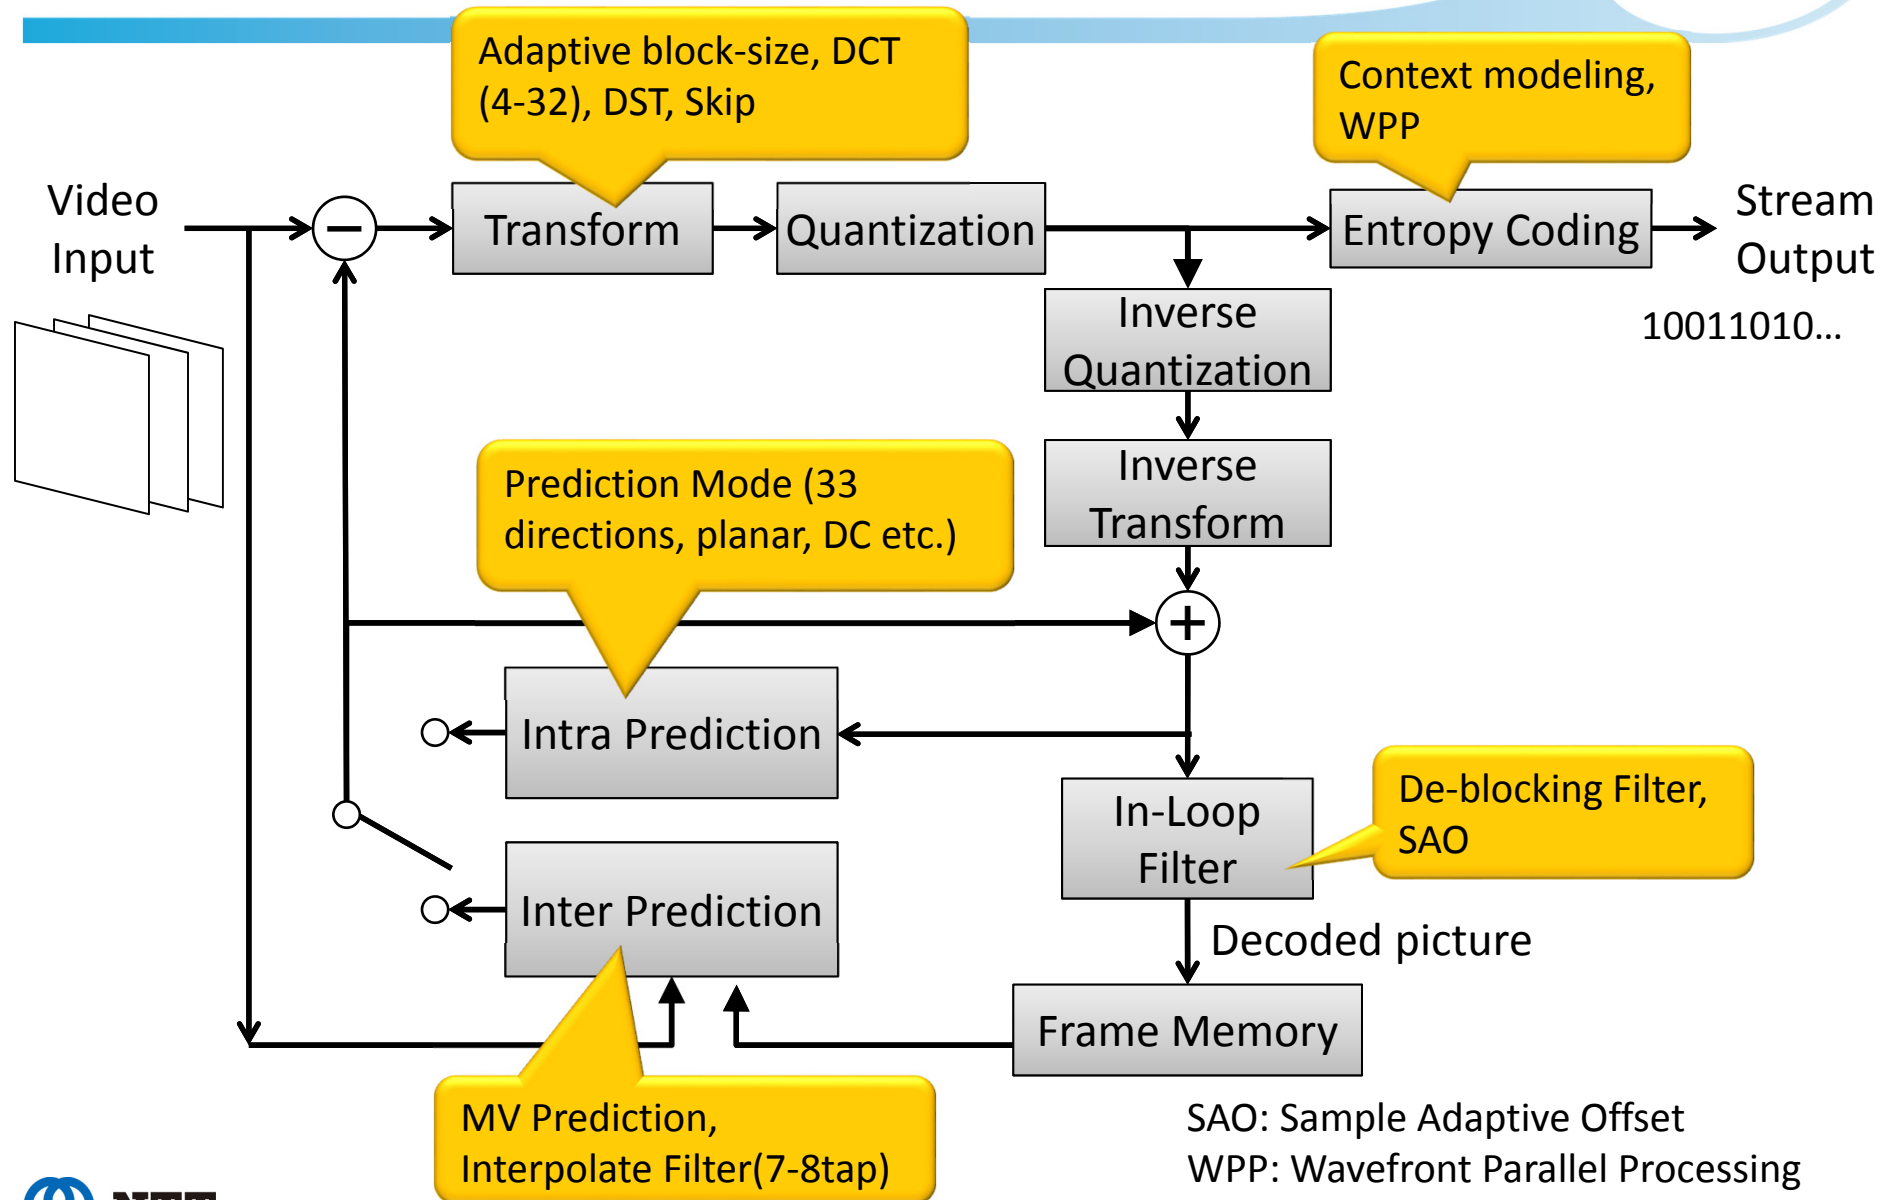 Adaptive block-size, DCT
(4-32), DST, Skip
Context modeling,
WPP
Video
Input
Transform
Quantization
Entropy Coding
Stream
Output
10011010…
Inverse
Quantization
Inverse
Transform
Prediction Mode (33
directions, planar, DC etc.)
Intra Prediction
In-Loop
Filter
De-blocking Filter,
SAO
Inter Prediction
Decoded picture
Frame Memory
MV Prediction,
Interpolate Filter(7-8tap)
SAO: Sample Adaptive Offset
WPP: Wavefront Parallel Processing